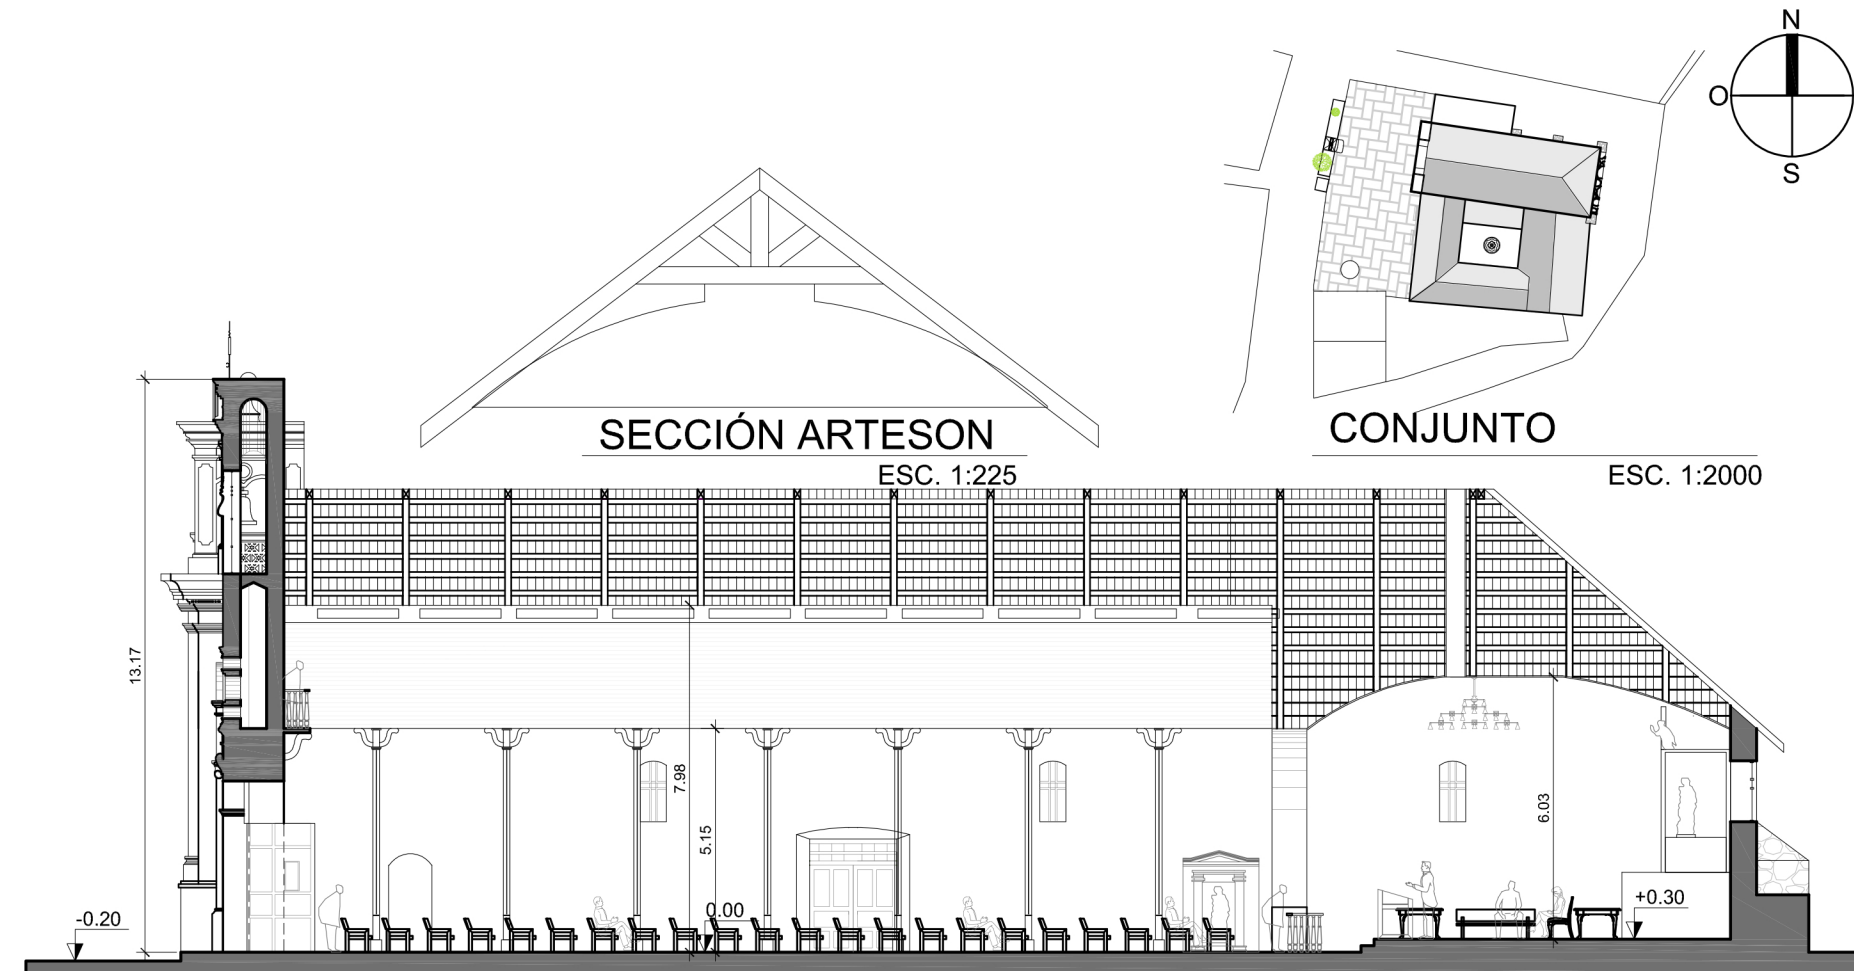 N
O
S
SECCIÓN ARTESON
ESC. 1:225
CONJUNTO
ESC. 1:2000
13.17
7.98
5.15
6.03
-0.20
0.00
+0.30